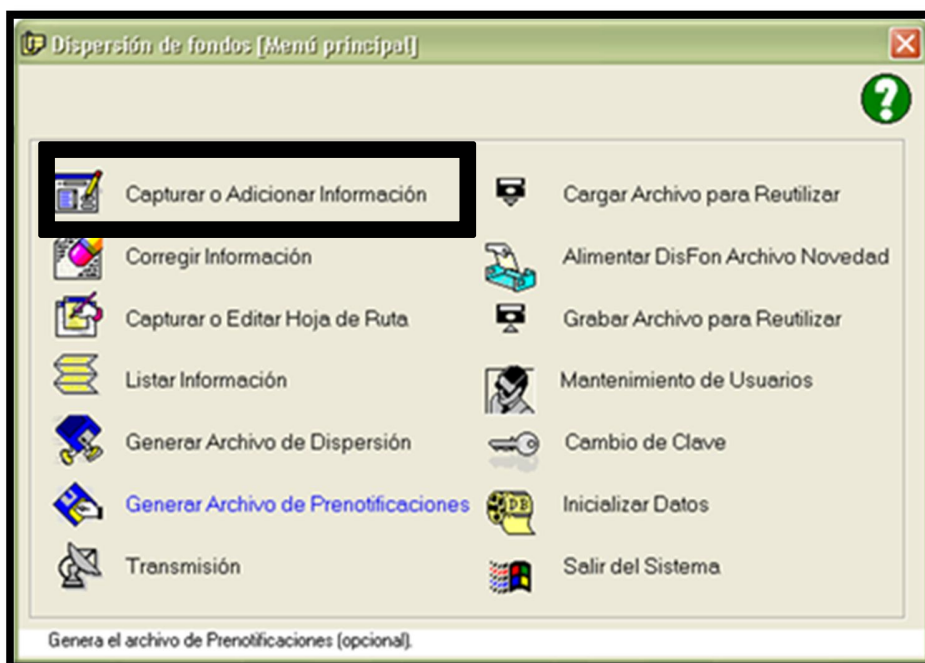 Dispersión de fondos [Menú principal]
Capturar o Adicionar Información
Corregir Información
Capturar o Editar Hoja de Ruta
Listar Información
Generar Archivo de Dispersión
Generar Archivo de Prenotificaciones
Transmisión
Cargar Archivo para Reutilizar
Alimentar DisFon Archivo Novedad
Grabar Archivo para Reutilizar
Mantenimiento de Usuarios
Cambio de Clave
Inicializar Datos
Salir del Sistema
Genera el archivo de Prenotificaciones (opcional).